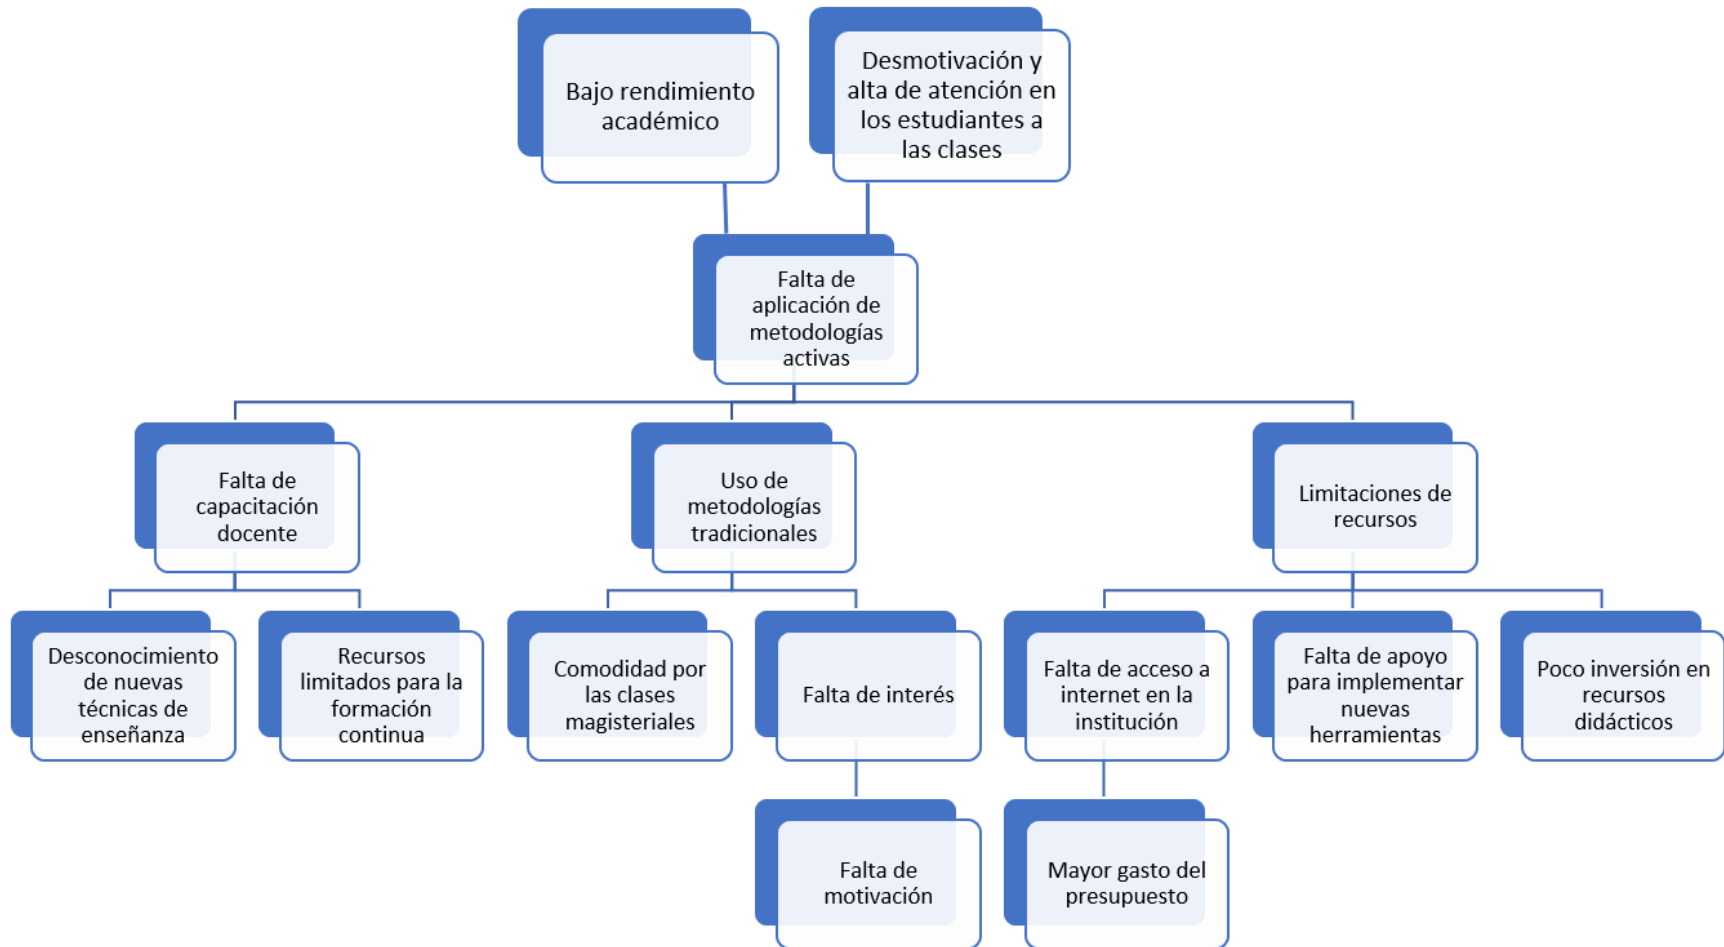 Bajo rendimiento
académico
Desmotivación y
alta de atención en
los estudiantes a
las clases
Falta de
aplicación de
metodologías
activas
Falta de
capacitación
docente
Uso de
metodologías
tradicionales
Limitaciones de
recursos
Desconocimiento
de nuevas
técnicas de
enseñanza
Recursos
limitados para la
formación
continua
Comodidad por
las clases
magisteriales
Falta de interés
Falta de acceso a
internet en la
institución
Falta de apoyo
para implementar
nuevas
herramientas
Poco inversión en
recursos
didácticos
Falta de
motivación
Mayor gasto del
presupuesto